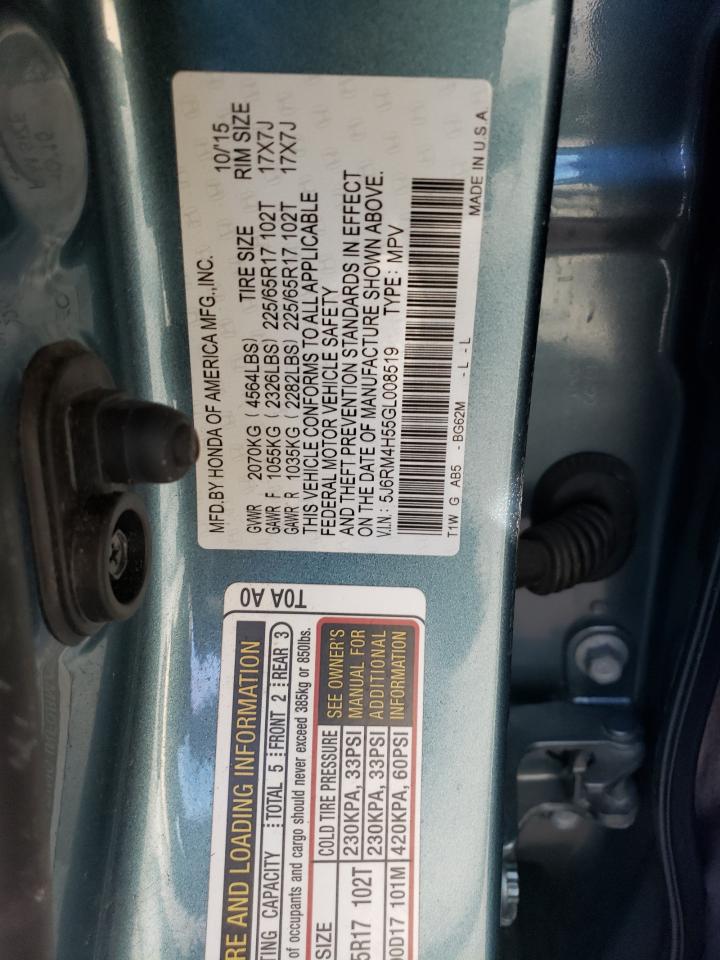 MFD.BY HONDA OF AMERICA MFG.,INC. 10/'15
GVWR 2070KG ( 4564LBS) TIRE SIZE RIM SIZE
GAWR F 1055KG ( 2326LBS) 225/65R17 102T 17X7J
GAWR R 1035KG ( 2282LBS) 225/65R17 102T 17X7J
THIS VEHICLE CONFORMS TO ALL APPLICABLE
FEDERAL MOTOR VEHICLE SAFETY
AND THEFT PREVENTION STANDARDS IN EFFECT
ON THE DATE OF MANUFACTURE SHOWN ABOVE.
V.I.N.: 5J6RM4H55GL008519 TYPE: MPV
T1W G AB5 -BG62M -L -L
MADE IN U.S.A
T0A A0
RE AND LOADING INFORMATION
TING CAPACITY TOTAL 5 FRONT 2 REAR 3
of occupants and cargo should never exceed 385kg or 850lbs.
SIZE COLD TIRE PRESSURE SEE OWNER'S
5R17 102T 230KPA, 33PSI MANUAL FOR
230KPA, 33PSI ADDITIONAL
00D17 101M 420KPA, 60PSI INFORMATION